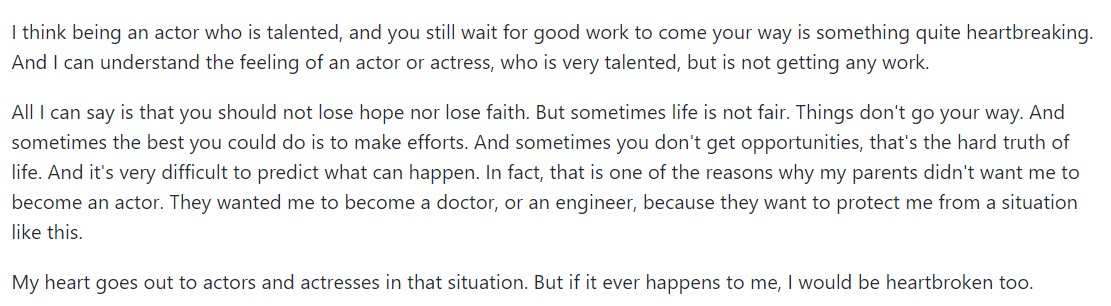 I think being an actor who is talented, and you still wait for good work to come your way is something quite heartbreaking.
And I can understand the feeling of an actor or actress, who is very talented, but is not getting any work.
All I can say is that you should not lose hope nor lose faith. But sometimes life is not fair. Things don't go your way. And
sometimes the best you could do is to make efforts. And sometimes you don't get opportunities, that's the hard truth of
life. And it's very difficult to predict what can happen. In fact, that is one of the reasons why my parents didn't want me to
become an actor. They wanted me to become a doctor, or an engineer, because they want to protect me from a situation
like this.
My heart goes out to actors and actresses in that situation. But if it ever happens to me, I would be heartbroken too.